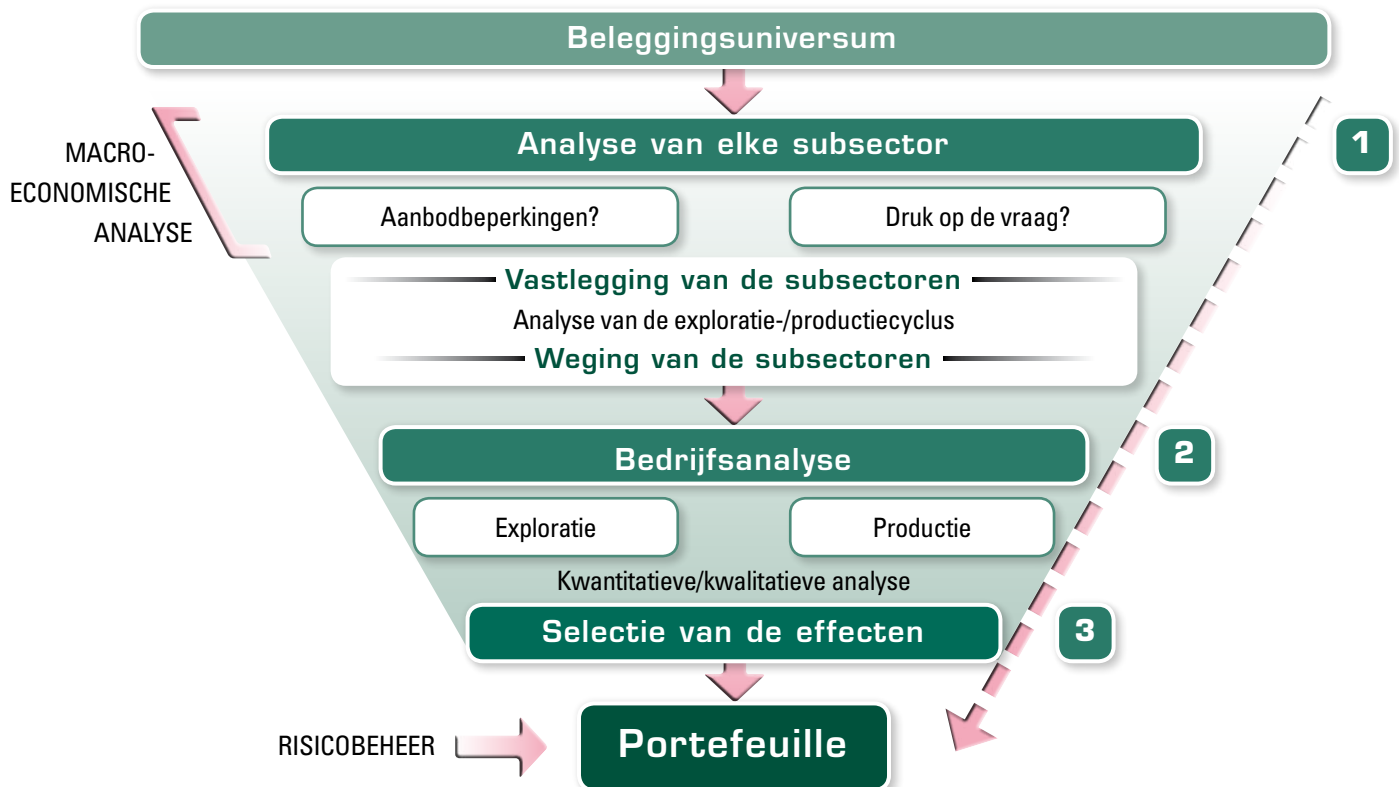 Beleggingsuniversum
MACRO-
ECONOMISCHE
ANALYSE
Analyse van elke subsector
1
Aanbodbeperkingen?
Druk op de vraag?
Vastlegging van de subsectoren
Analyse van de exploratie-/productiecyclus
Weging van de subsectoren
Bedrijfsanalyse
2
Exploratie
Productie
Kwantitatieve/kwalitatieve analyse
Selectie van de effecten
3
RISICOBEHEER
Portefeuille